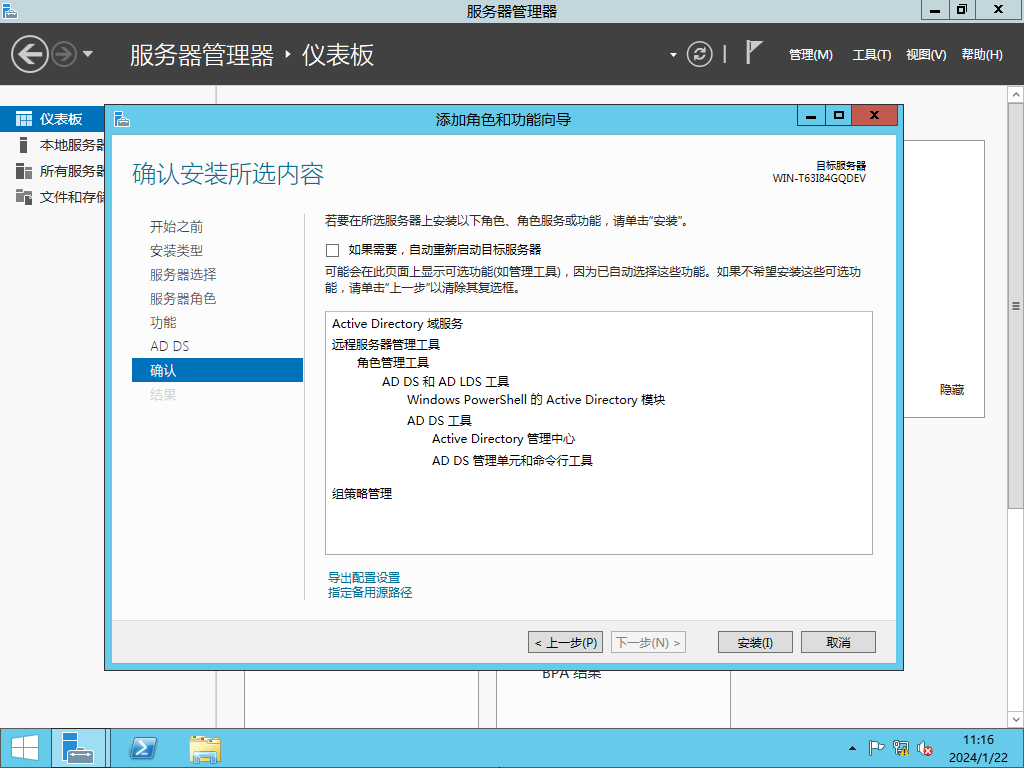 服务器管理器
服务器管理器 ‣ 仪表板
管理(M) 工具(T) 视图(V) 帮助(H)
仪表板
本地服务器
所有服务器
文件和存储
添加角色和功能向导
确认安装所选内容
目标服务器
WIN-T63I84GQDEV
开始之前
安装类型
服务器选择
服务器角色
功能
AD DS
确认
结果
若要在所选服务器上安装以下角色、角色服务或功能，请单击"安装"。
如果需要，自动重新启动目标服务器
可能会在此页面上显示可选功能(如管理工具)，因为已自动选择这些功能。如果不希望安装这些可选功
能，请单击"上一步"以清除其复选框。
Active Directory 域服务
远程服务器管理工具
角色管理工具
AD DS 和 AD LDS 工具
Windows PowerShell 的 Active Directory 模块
AD DS 工具
Active Directory 管理中心
AD DS 管理单元和命令行工具
组策略管理
导出配置设置
指定备用源路径
< 上一步(P) 下一步(N) > 安装(I) 取消
隐藏
BPA 结果
11:16
2024/1/22